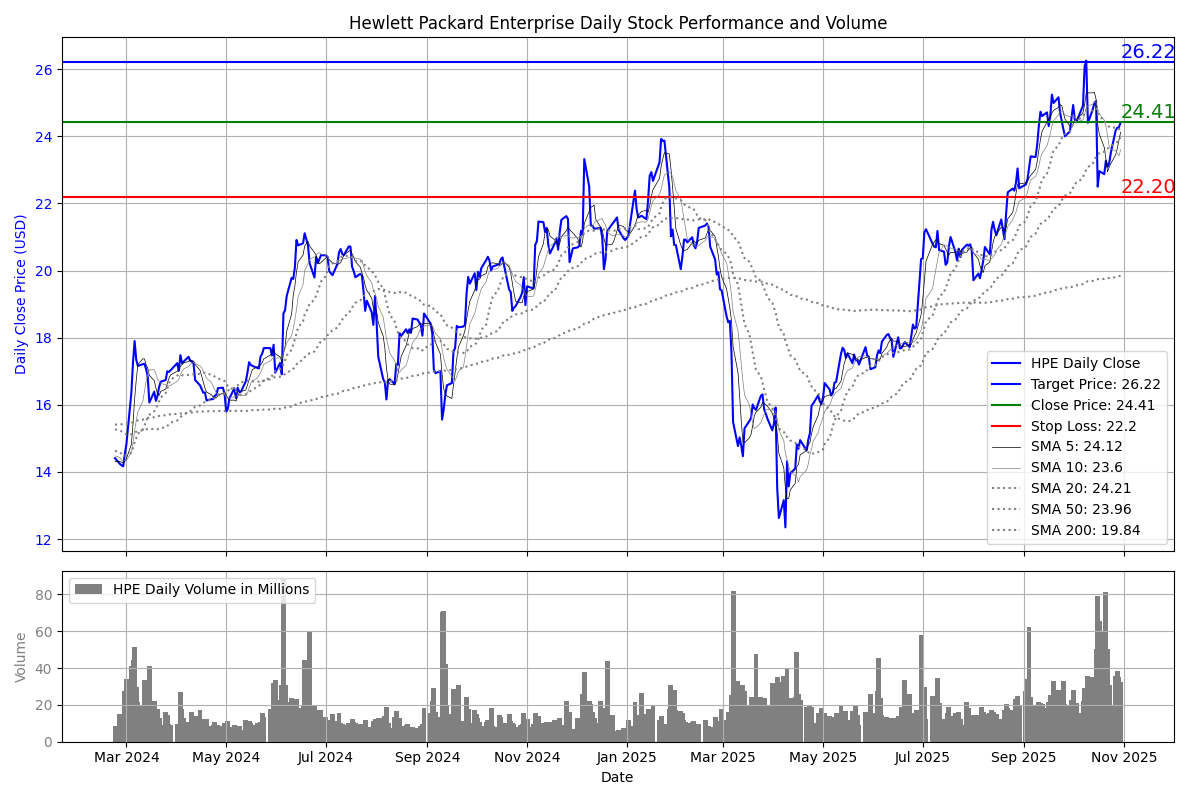 Hewlett Packard Enterprise Daily Stock Performance and Volume
26.22
24.41
22.20
26
24
22
20
18
16
14
12
Daily Close Price (USD)
HPE Daily Close
Target Price: 26.22
Close Price: 24.41
Stop Loss: 22.2
SMA 5: 24.12
SMA 10: 23.6
SMA 20: 24.21
SMA 50: 23.96
SMA 200: 19.84
HPE Daily Volume in Millions
80
60
40
20
0
Volume
Mar 2024 May 2024 Jul 2024 Sep 2024 Nov 2024 Jan 2025 Mar 2025 May 2025 Jul 2025 Sep 2025 Nov 2025
Date